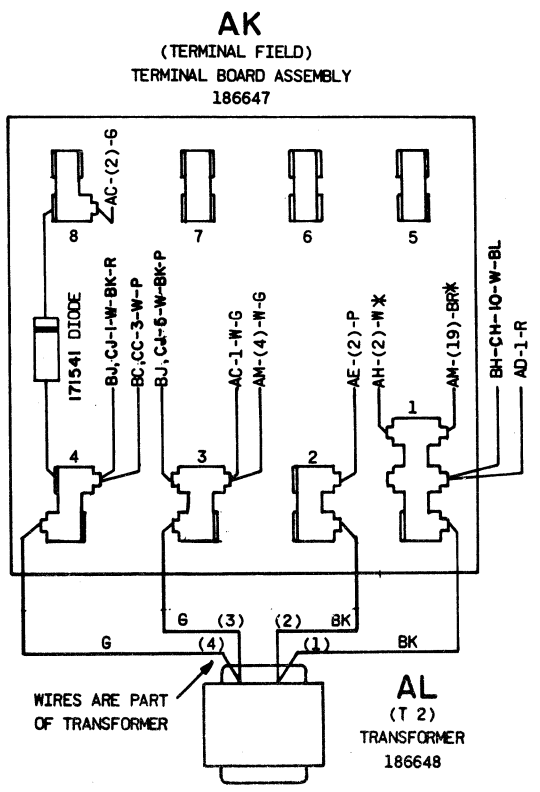 AK
(TERMINAL FIELD)
TERMINAL BOARD ASSEMBLY
186647
AC-(2)-G
8
7
6
5
171541 DIODE
BJ,CJ-1-W-BK-R
BC,CC-3-W-P
BJ,CJ-6-W-BK-P
AC-1-W-G
AM-(4)-W-G
AE-(2)-P
AH-(2)-W*
AM-(19)-BR*
BH-CH-10-W-BL
AD-1-R
4
3
2
1
G (3) (2) BK
G (4) (1) BK
WIRES ARE PART
OF TRANSFORMER
AL
(T 2)
TRANSFORMER
186648